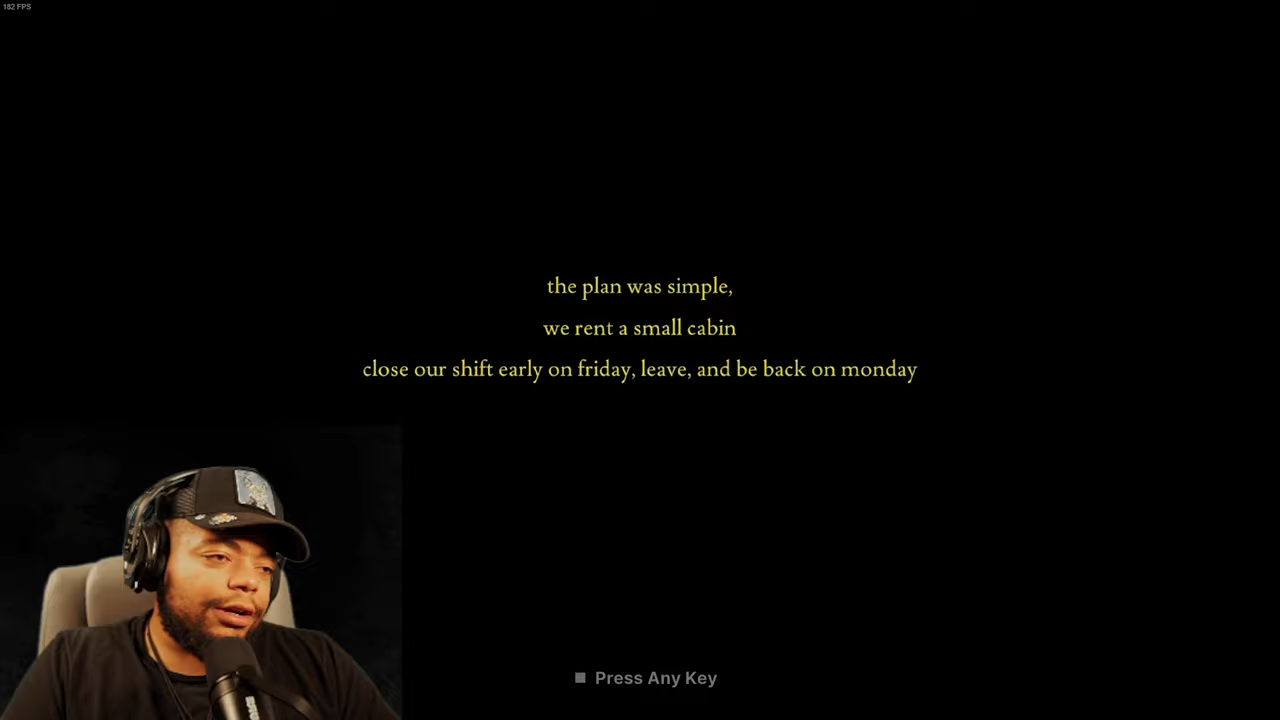 182 FPS
the plan was simple,
we rent a small cabin
close our shift early on friday, leave, and be back on monday
Press Any Key